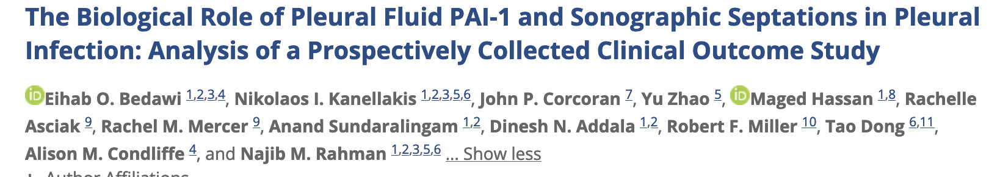 The Biological Role of Pleural Fluid PAI-1 and Sonographic Septations in Pleural
Infection: Analysis of a Prospectively Collected Clinical Outcome Study
iD Eihab O. Bedawi 1,2,3,4, Nikolaos I. Kanellakis 1,2,3,5,6, John P. Corcoran 7, Yu Zhao 5, iD Maged Hassan 1,8, Rachelle
Asciak 9, Rachel M. Mercer 9, Anand Sundaralingam 1,2, Dinesh N. Addala 1,2, Robert F. Miller 10, Tao Dong 6,11,
Alison M. Condliffe 4, and Najib M. Rahman 1,2,3,5,6 ... Show less
Author Affiliations